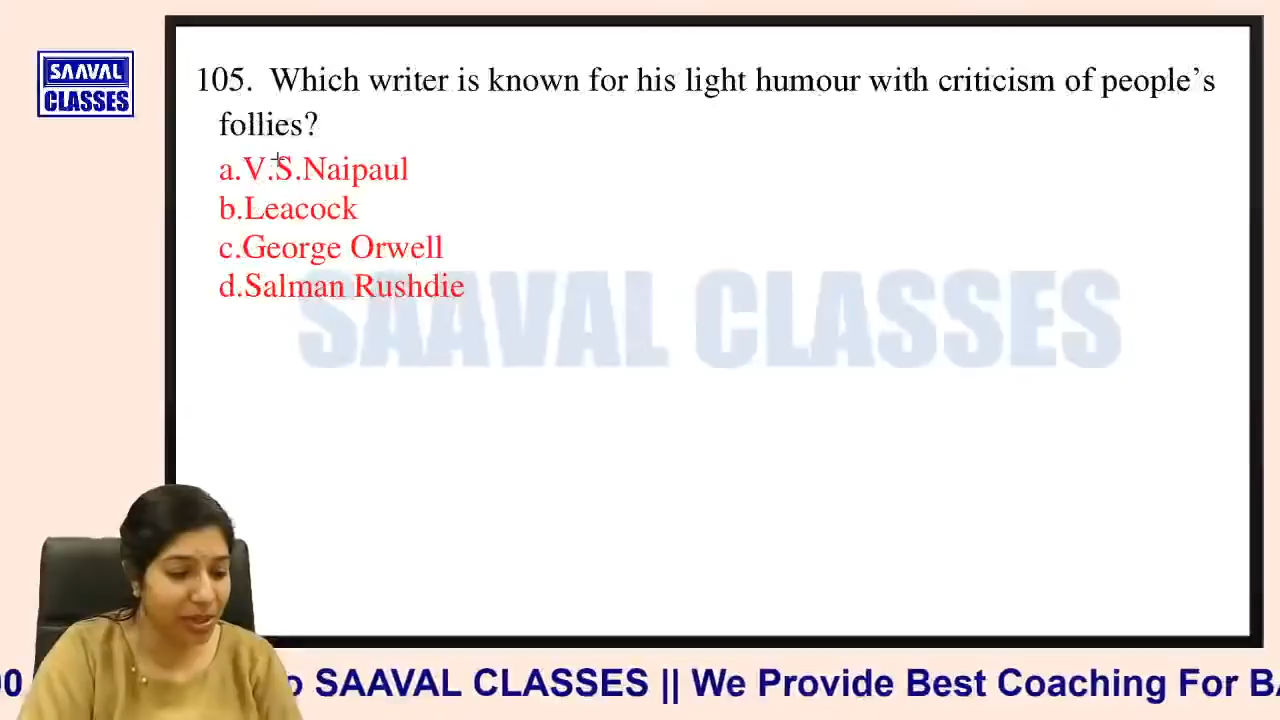 SAAVAL
CLASSES
105. Which writer is known for his light humour with criticism of people’s
follies?
a.V.S.Naipaul
b.Leacock
c.George Orwell
d.Salman Rushdie
SAAVAL CLASSES
SAAVAL CLASSES || We Provide Best Coaching For